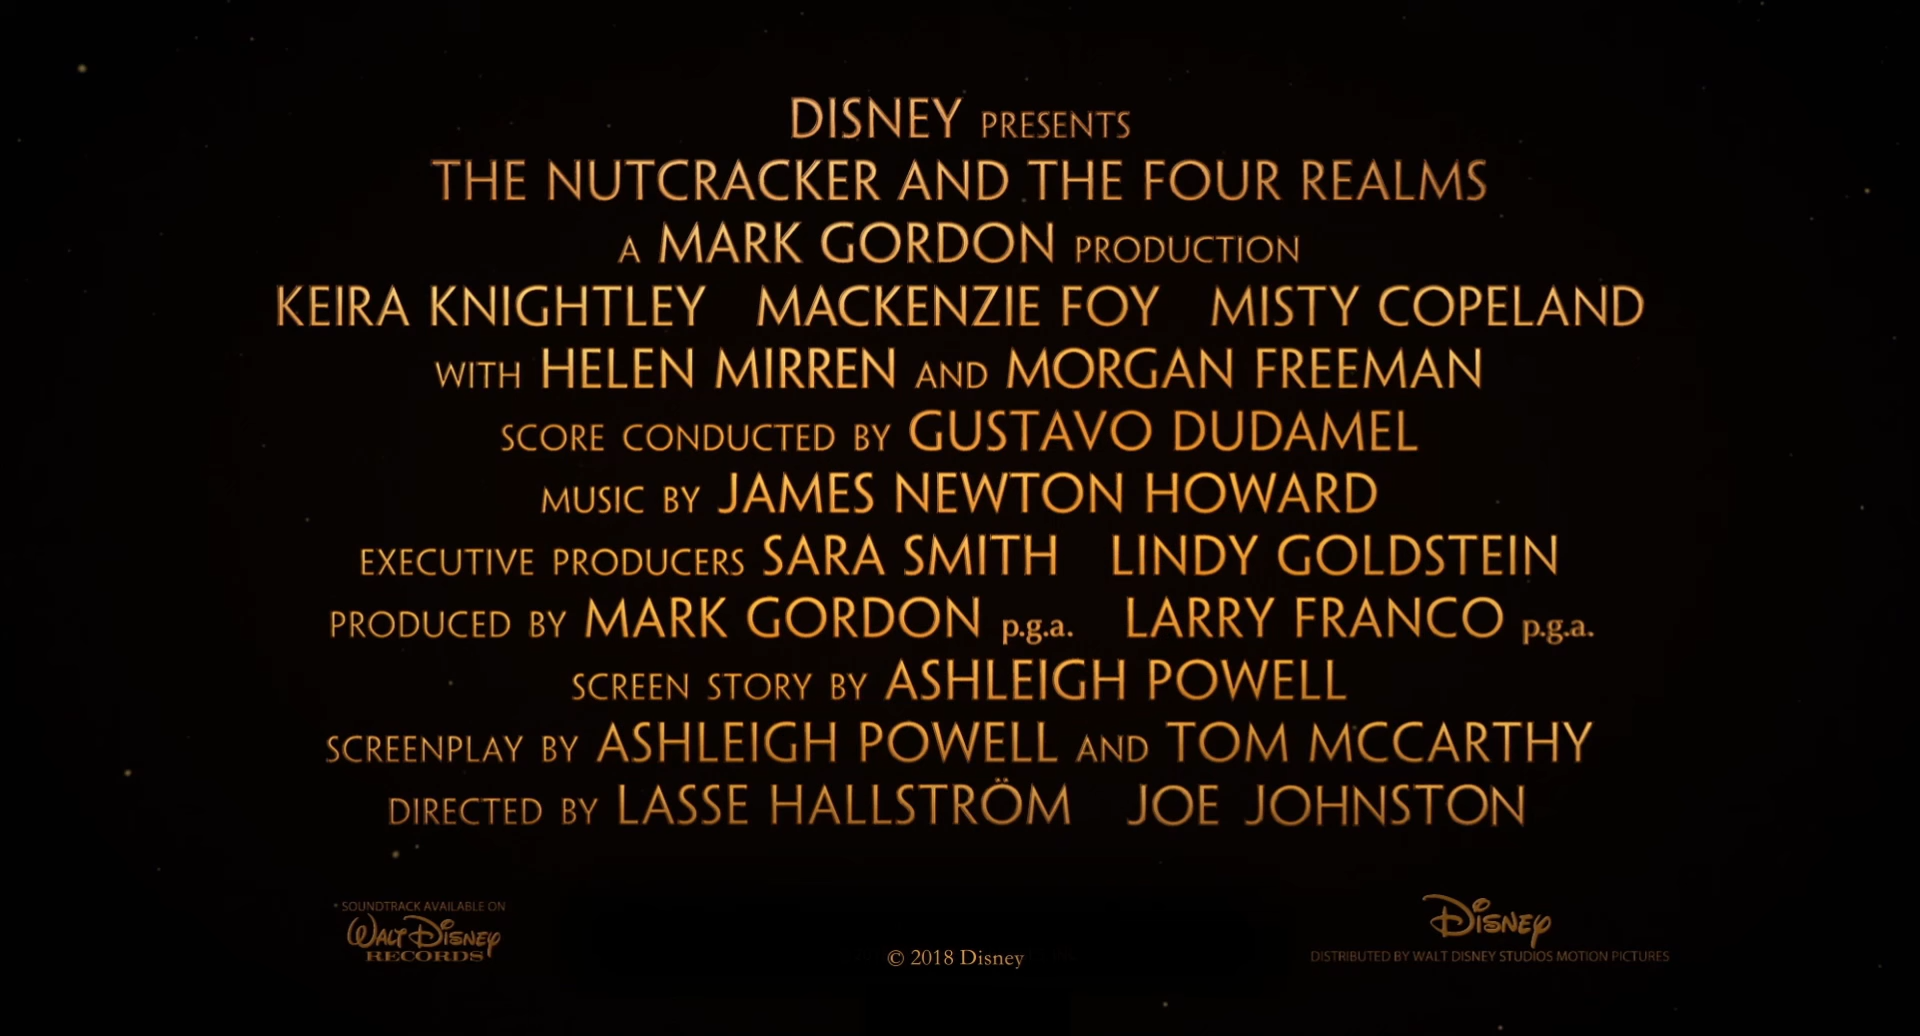 DISNEY PRESENTS
THE NUTCRACKER AND THE FOUR REALMS
A MARK GORDON PRODUCTION
KEIRA KNIGHTLEY MACKENZIE FOY MISTY COPELAND
WITH HELEN MIRREN AND MORGAN FREEMAN
SCORE CONDUCTED BY GUSTAVO DUDAMEL
MUSIC BY JAMES NEWTON HOWARD
EXECUTIVE PRODUCERS SARA SMITH LINDY GOLDSTEIN
PRODUCED BY MARK GORDON p.g.a. LARRY FRANCO p.g.a.
SCREEN STORY BY ASHLEIGH POWELL
SCREENPLAY BY ASHLEIGH POWELL AND TOM MCCARTHY
DIRECTED BY LASSE HALLSTRÖM JOE JOHNSTON
SOUNDTRACK AVAILABLE ON
WALT DISNEY
RECORDS
© 2018 Disney
DISNEY
DISTRIBUTED BY WALT DISNEY STUDIOS MOTION PICTURES